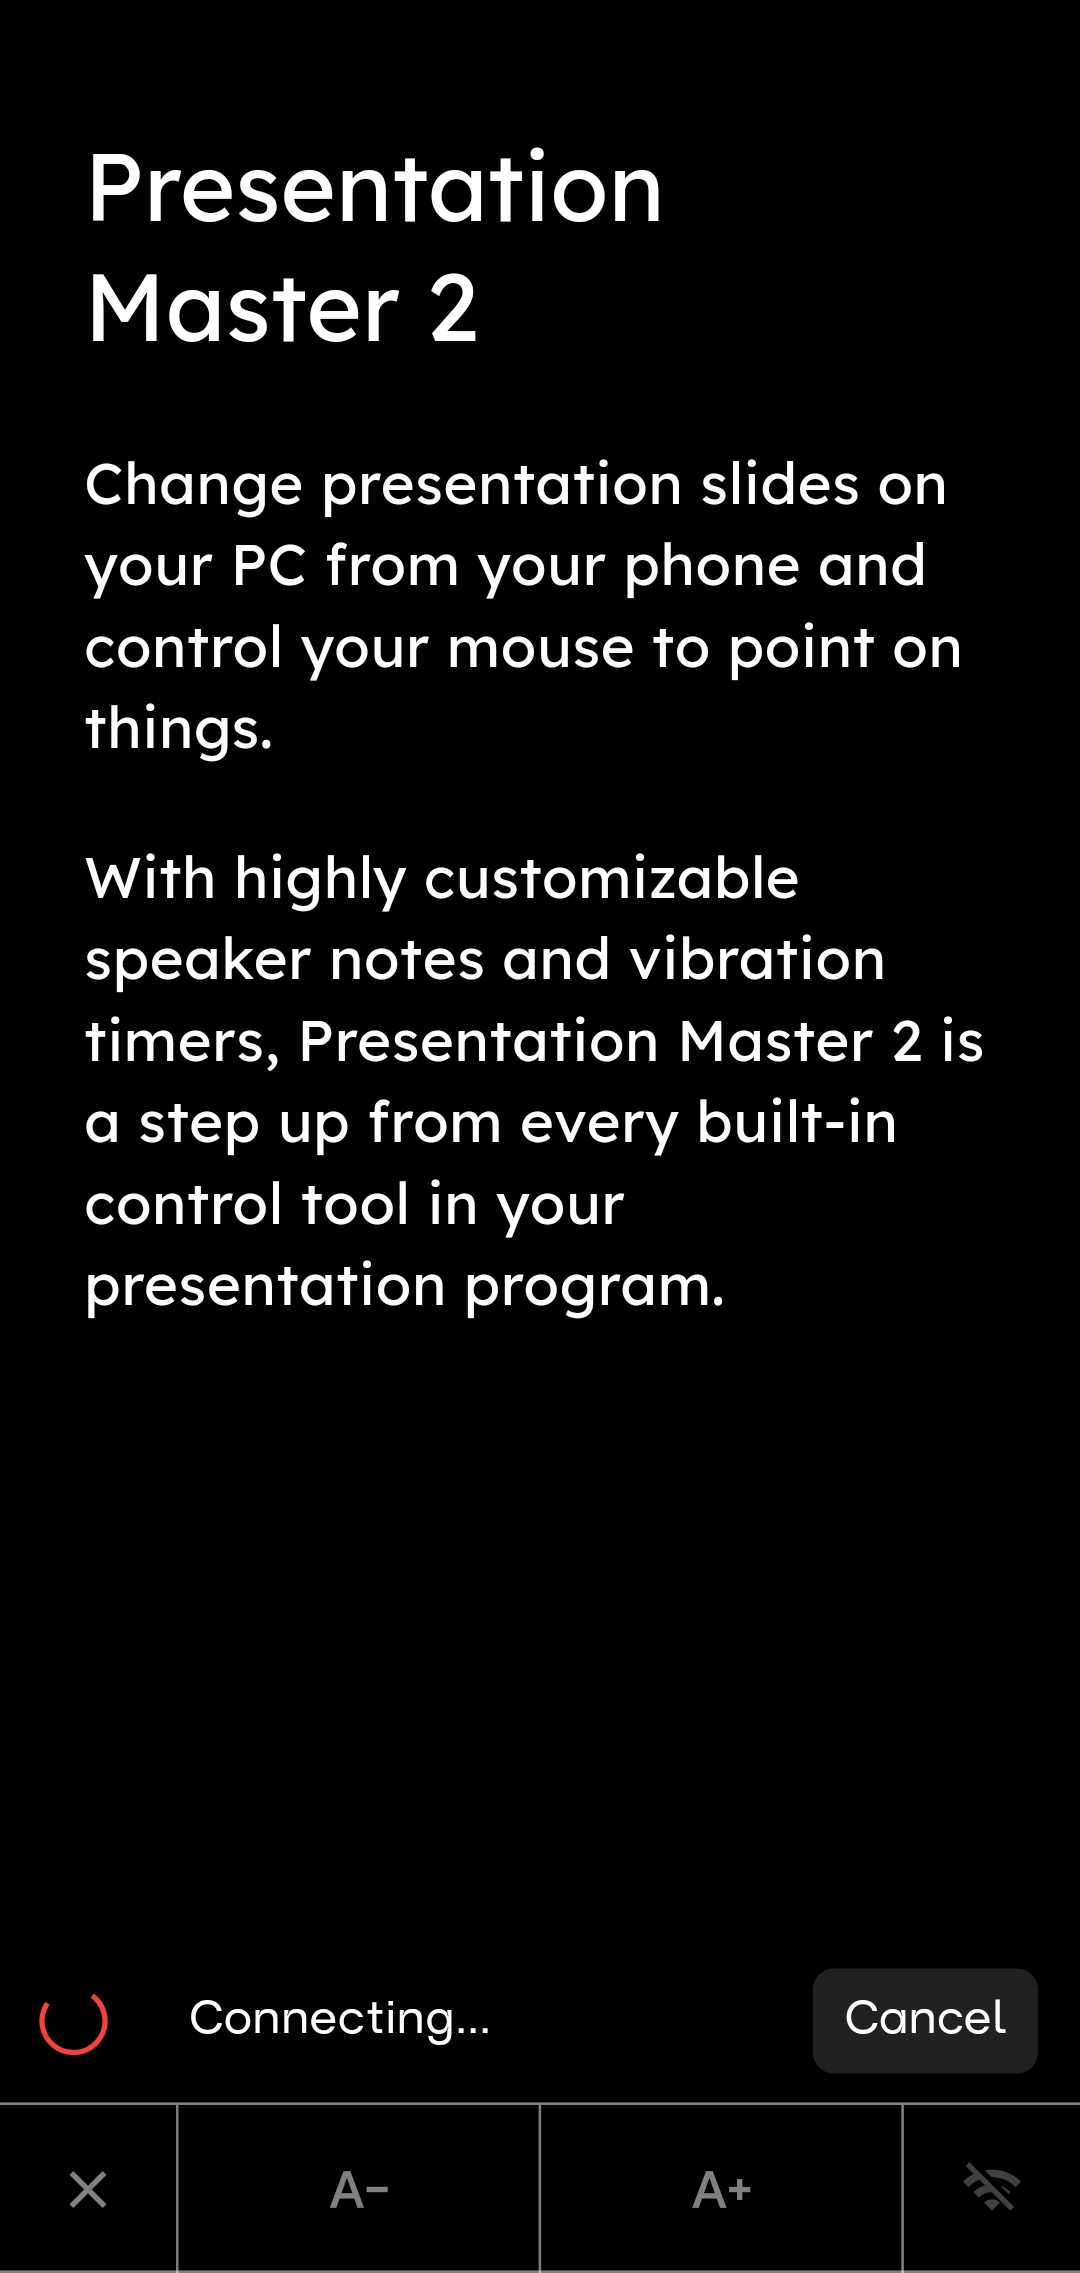 Presentation
Master 2
Change presentation slides on
your PC from your phone and
control your mouse to point on
things.
With highly customizable
speaker notes and vibration
timers, Presentation Master 2 is
a step up from every built-in
control tool in your
presentation program.
Connecting...
Cancel
A-
A+